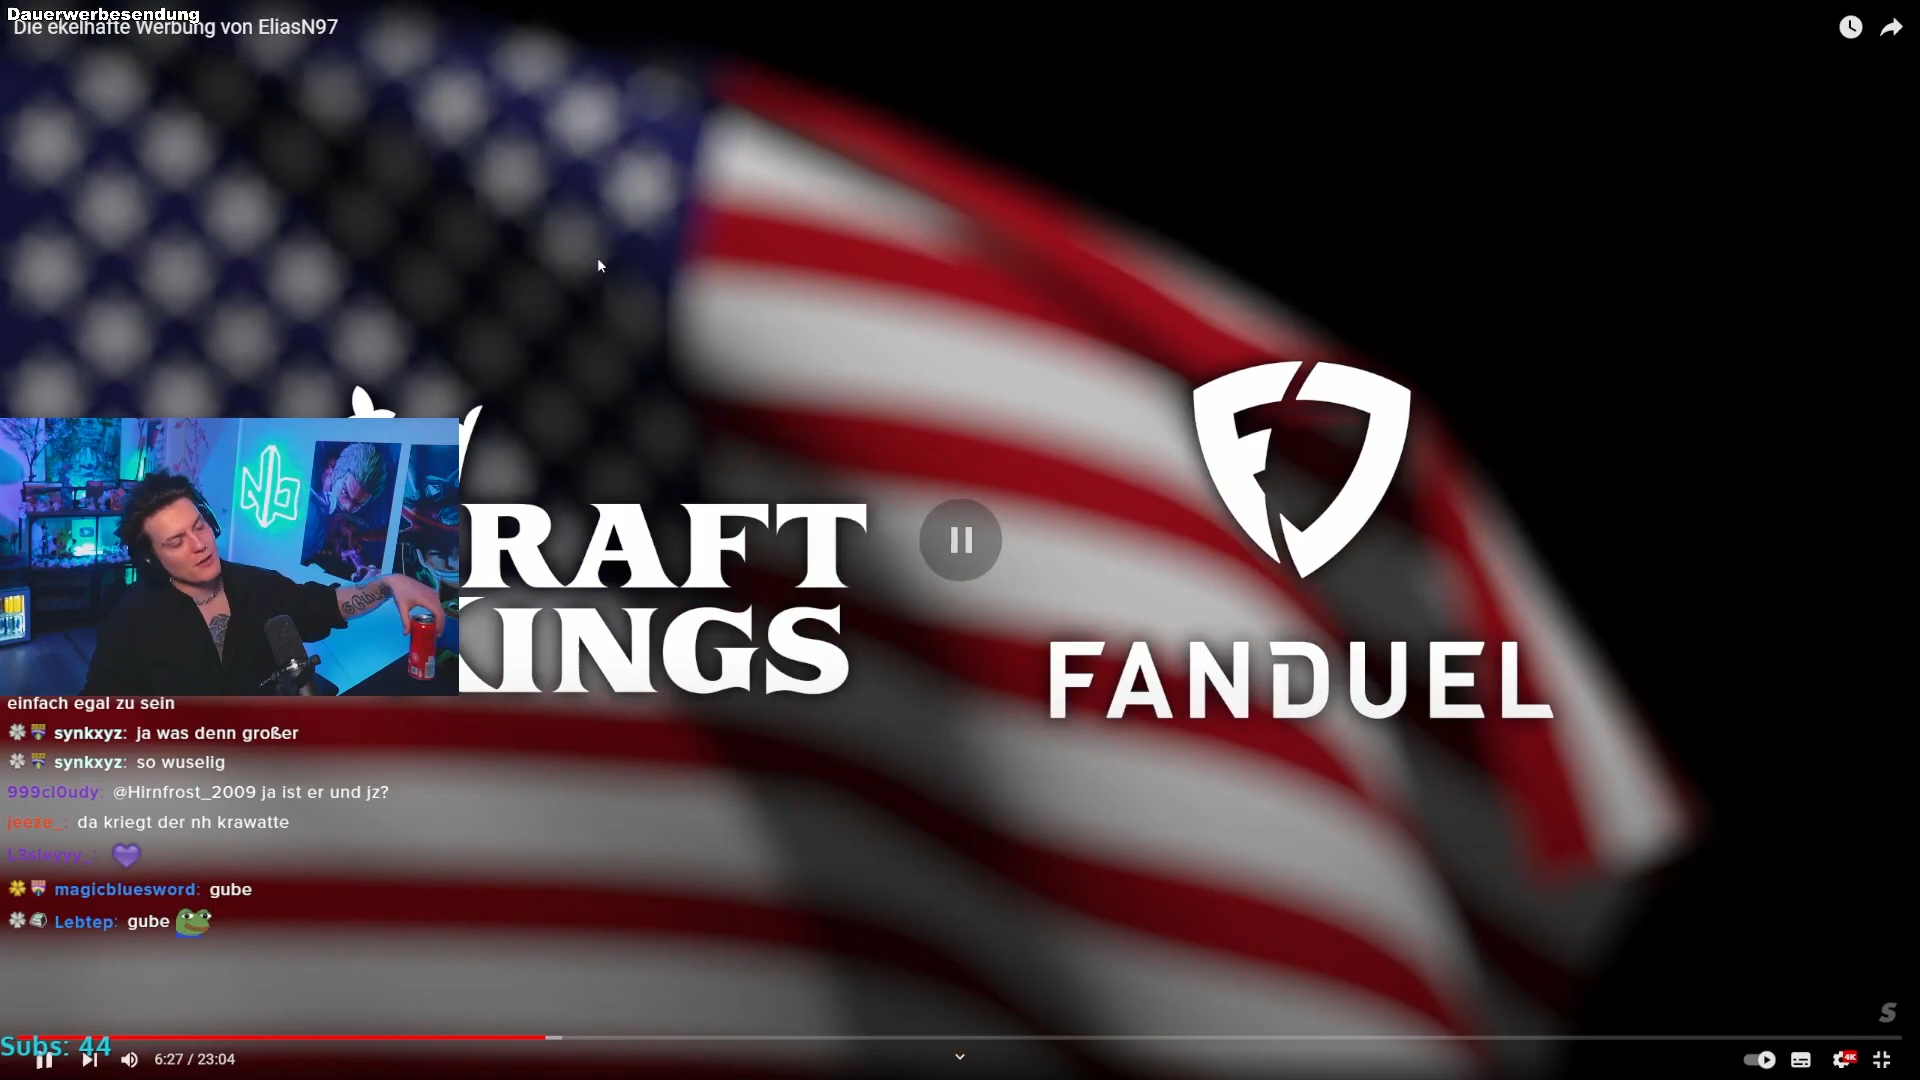 Dauerwerbesendung
Die ekelhafte Werbung von EliasN97
RAFT
KINGS
FANDUEL
einfach egal zu sein
synkxyz: ja was denn großer
synkxyz: so wuselig
999cl0udy: @Hirnfrost_2009 ja ist er und jz?
jeeze_: da kriegt der nh krawatte
magicbluesword: gube
Lebtep: gube
Subs: 44
6:27 / 23:04
4K